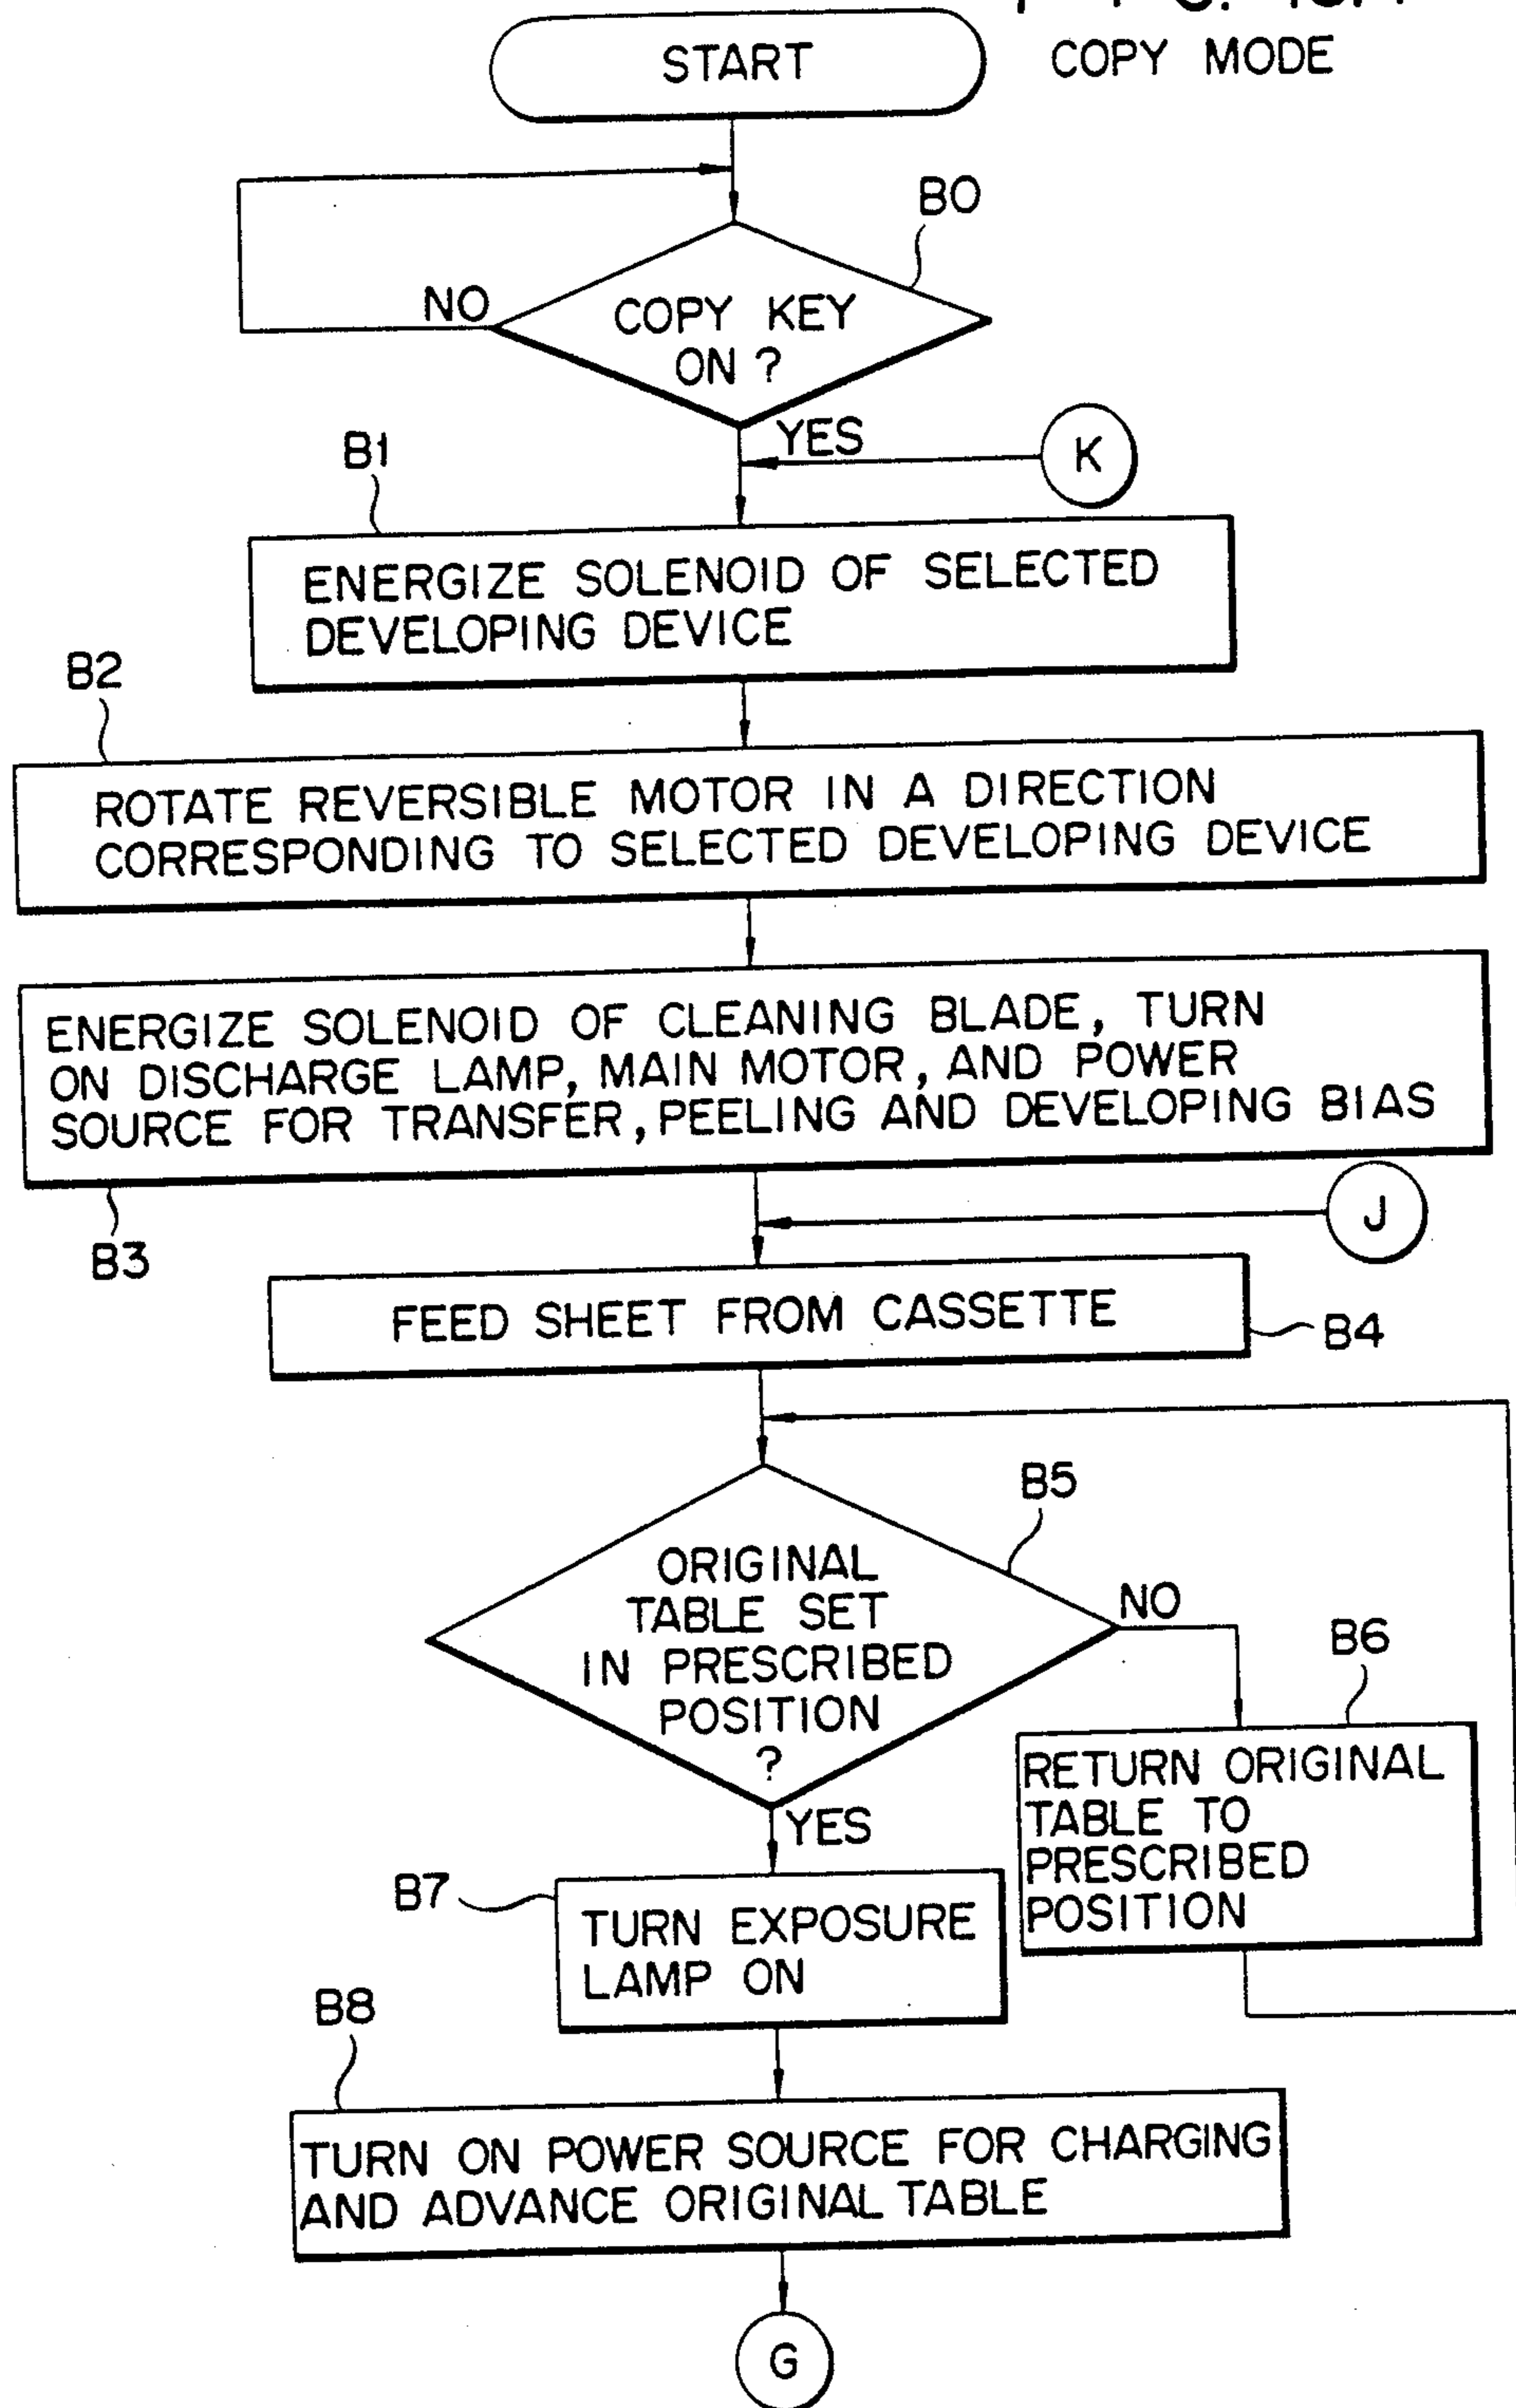 START
COPY MODE
B0
NO
COPY KEY
ON ?
YES
K
B1
ENERGIZE SOLENOID OF SELECTED
DEVELOPING DEVICE
B2
ROTATE REVERSIBLE MOTOR IN A DIRECTION
CORRESPONDING TO SELECTED DEVELOPING DEVICE
ENERGIZE SOLENOID OF CLEANING BLADE, TURN
ON DISCHARGE LAMP, MAIN MOTOR, AND POWER
SOURCE FOR TRANSFER, PEELING AND DEVELOPING BIAS
B3
J
FEED SHEET FROM CASSETTE
B4
B5
ORIGINAL
TABLE SET
IN PRESCRIBED
POSITION
?
NO
B6
RETURN ORIGINAL
TABLE TO
PRESCRIBED
POSITION
YES
B7
TURN EXPOSURE
LAMP ON
B8
TURN ON POWER SOURCE FOR CHARGING
AND ADVANCE ORIGINAL TABLE
G